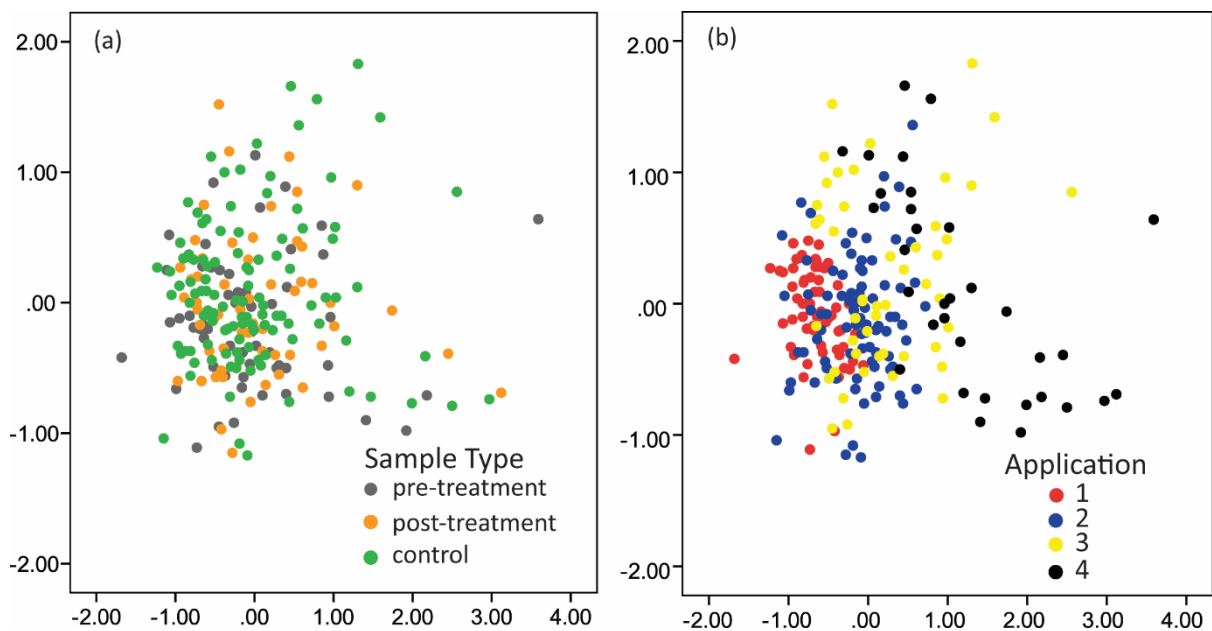 (a)
2.00
1.00
.00
-1.00
-2.00
-2.00 -1.00 .00 1.00 2.00 3.00 4.00
Sample Type
pre-treatment
post-treatment
control
(b)
2.00
1.00
.00
-1.00
-2.00
-2.00 -1.00 .00 1.00 2.00 3.00 4.00
Application
1
2
3
4